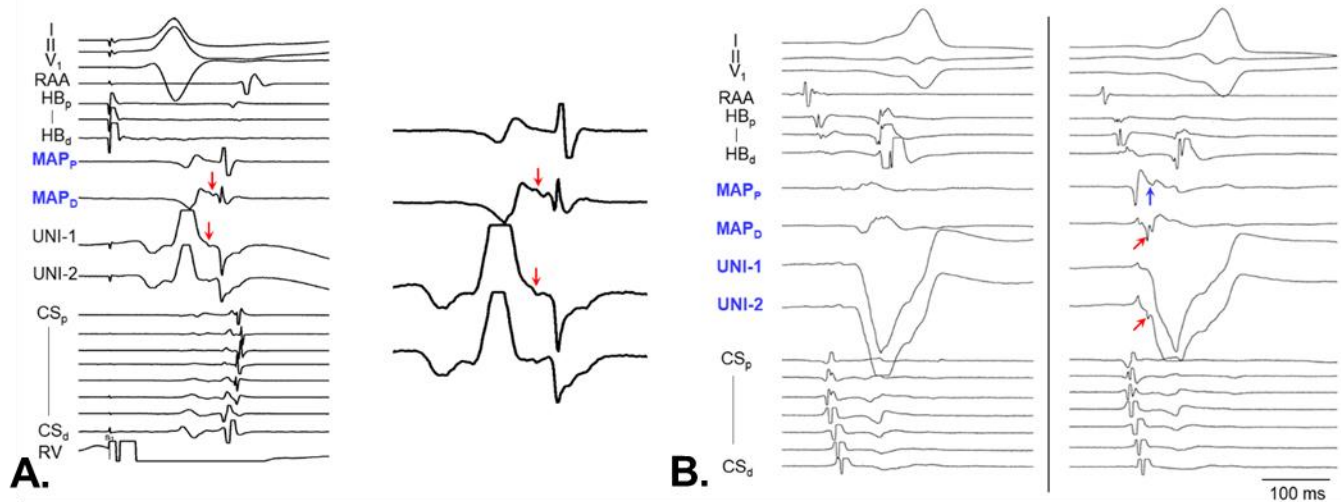 I
II
V1
RAA
HBp
HBd
MAPP
MAPD
UNI-1
UNI-2
CSp
CSd
RV
A.
I
II
V1
RAA
HBp
HBd
MAPP
MAPD
UNI-1
UNI-2
CSp
CSd
B.
100 ms